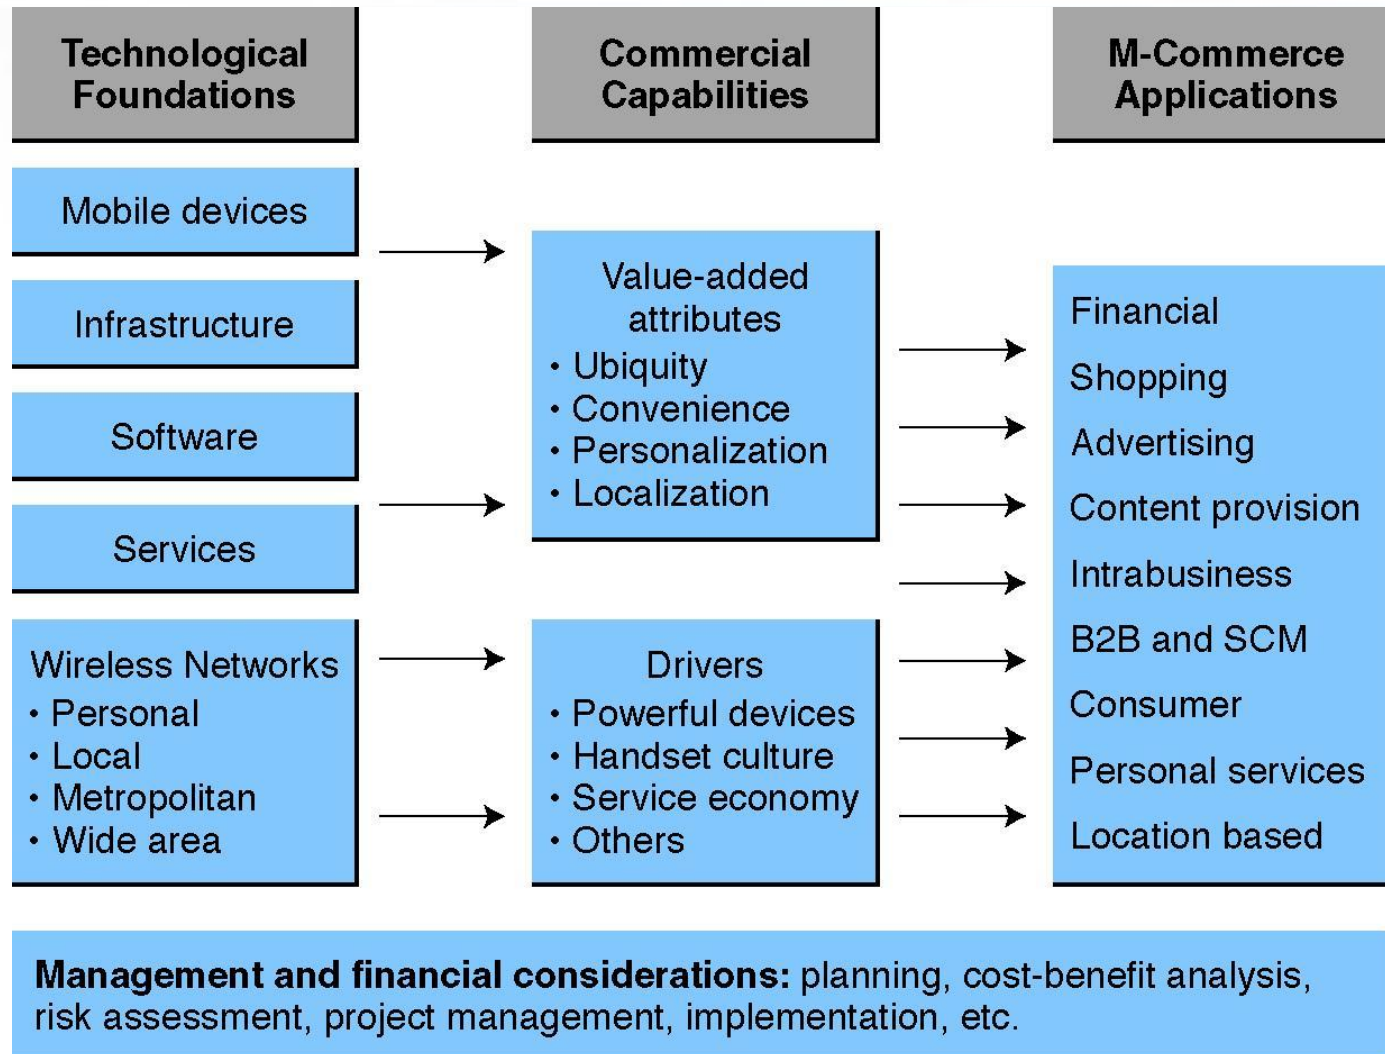 Technological
Foundations
Commercial
Capabilities
M-Commerce
Applications
Mobile devices
Infrastructure
Software
Services
Wireless Networks
• Personal
• Local
• Metropolitan
• Wide area
Value-added
attributes
• Ubiquity
• Convenience
• Personalization
• Localization
Drivers
• Powerful devices
• Handset culture
• Service economy
• Others
Financial
Shopping
Advertising
Content provision
Intrabusiness
B2B and SCM
Consumer
Personal services
Location based
Management and financial considerations: planning, cost-benefit analysis,
risk assessment, project management, implementation, etc.